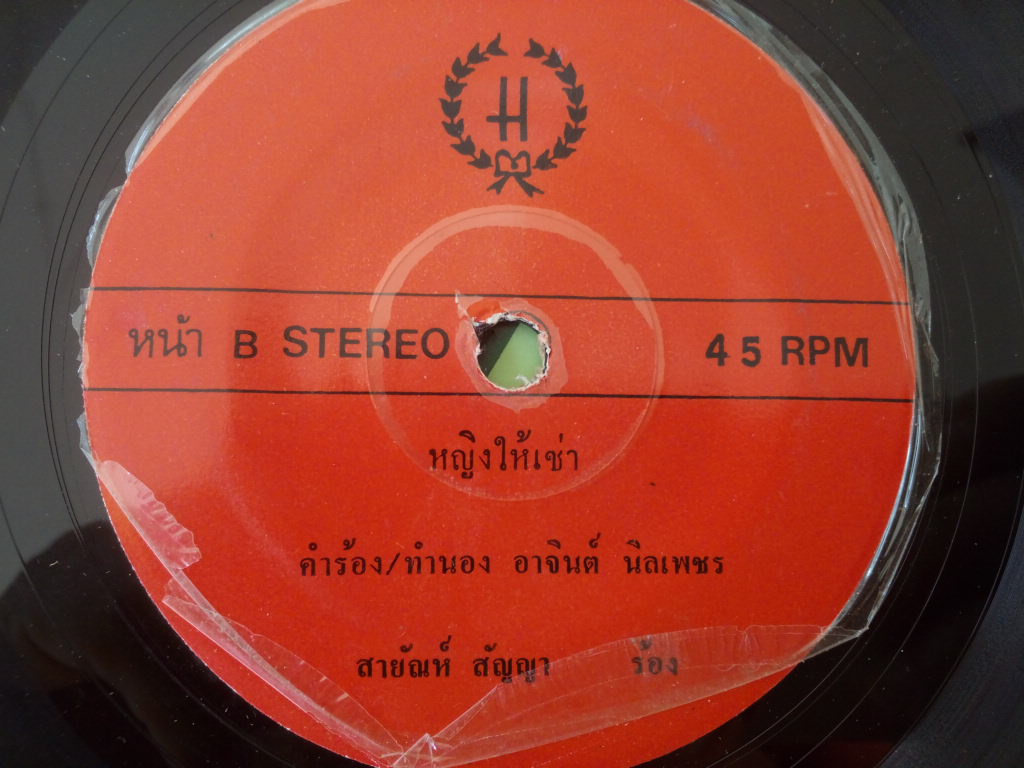 H
หน้า B STEREO 45 RPM
หญิงให้เช่า
คำร้อง/ทำนอง อาจินต์ นิลเพชร
สายัณห์ สัญญา ร้อง